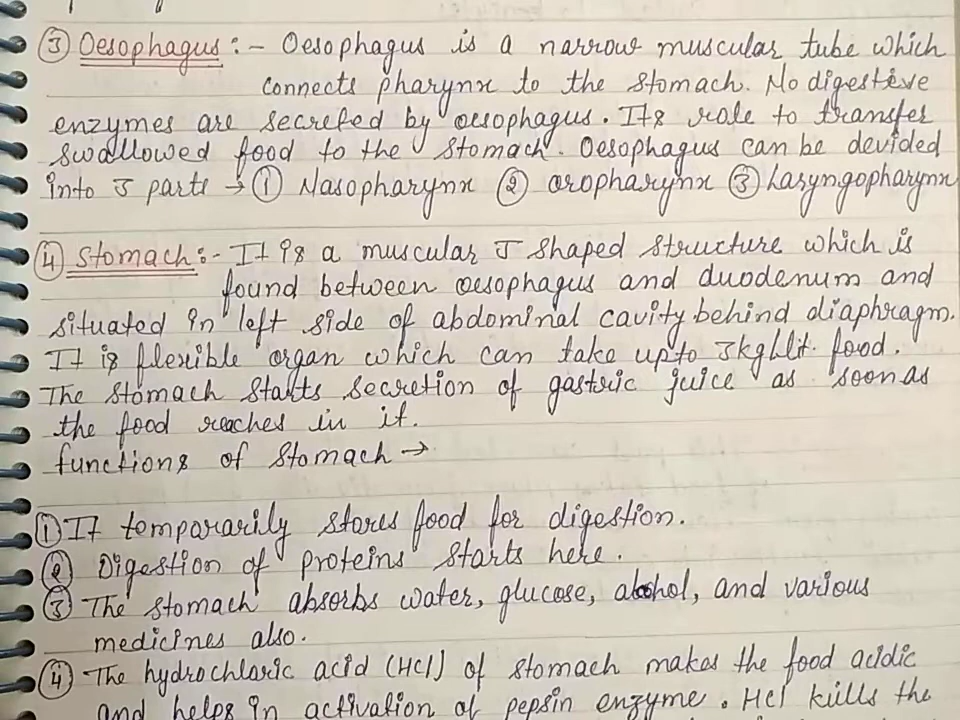 ③ Oesophagus :- Oesophagus is a narrow muscular tube which
connects pharynx to the stomach. No digestive
enzymes are secreted by oesophagus. Its role to transfer
swallowed food to the stomach. Oesophagus can be devided
into 3 parts → ① Nasopharynx ② oropharynx ③ Laryngopharynx
④ Stomach :- It is a muscular J shaped structure which is
found between oesophagus and duodenum and
situated in left side of abdominal cavity behind diaphragm.
It is flexible organ which can take upto 3kg/lit. food.
The stomach starts secretion of gastric juice as soon as
the food reaches in it.
functions of stomach →
① It temporarily stores food for digestion.
② Digestion of proteins starts here.
③ The stomach absorbs water, glucose, alcohol, and various
medicines also.
④ The hydrochloric acid (HCl) of stomach makes the food acidic
and helps in activation of pepsin enzyme. HCl kills the